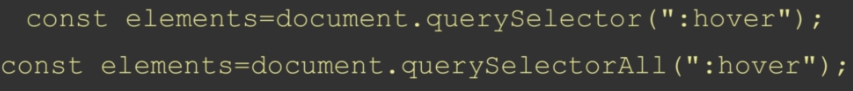 const elements=document.querySelector(":hover");
const elements=document.querySelectorAll(":hover");